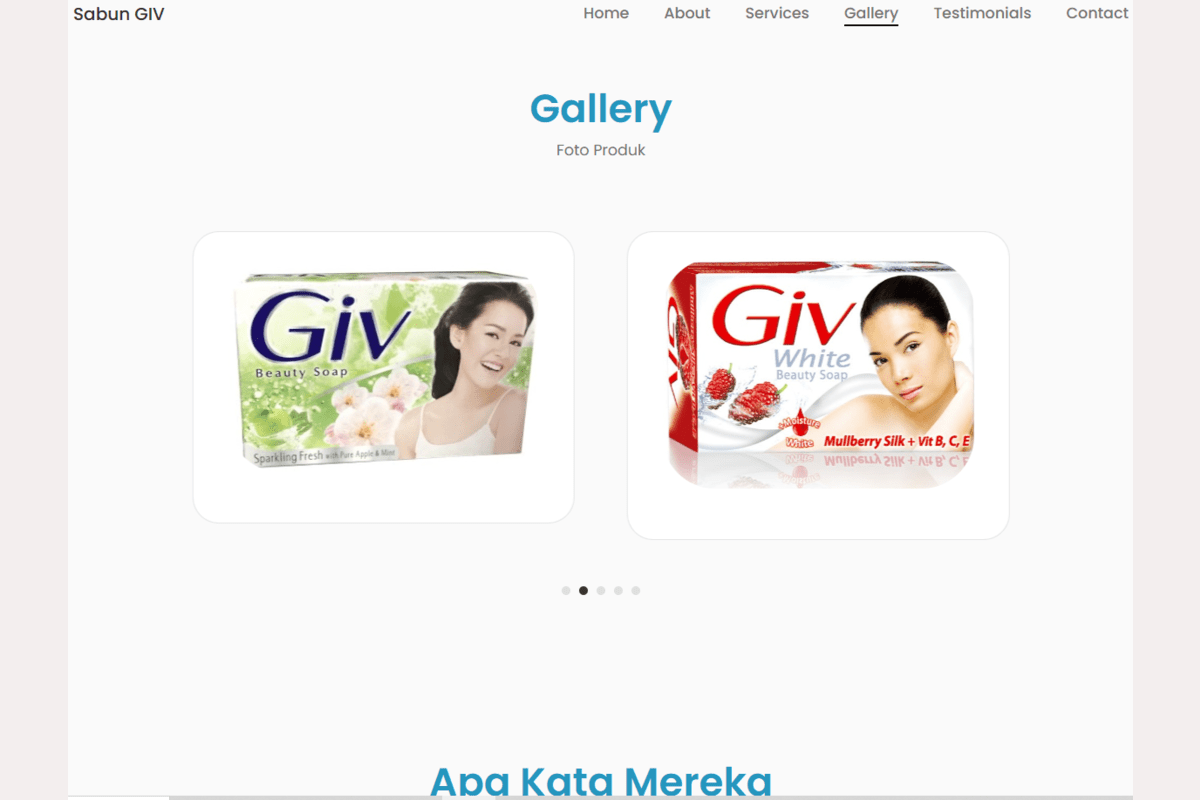 Sabun GIV
Home About Services Gallery Testimonials Contact
Gallery
Foto Produk
Giv
Beauty Soap
Sparkling Fresh with Pure Apple & Mint
Giv
White
Beauty Soap
Moisture
White
Mullberry Silk + Vit B, C, E
Apa Kata Mereka